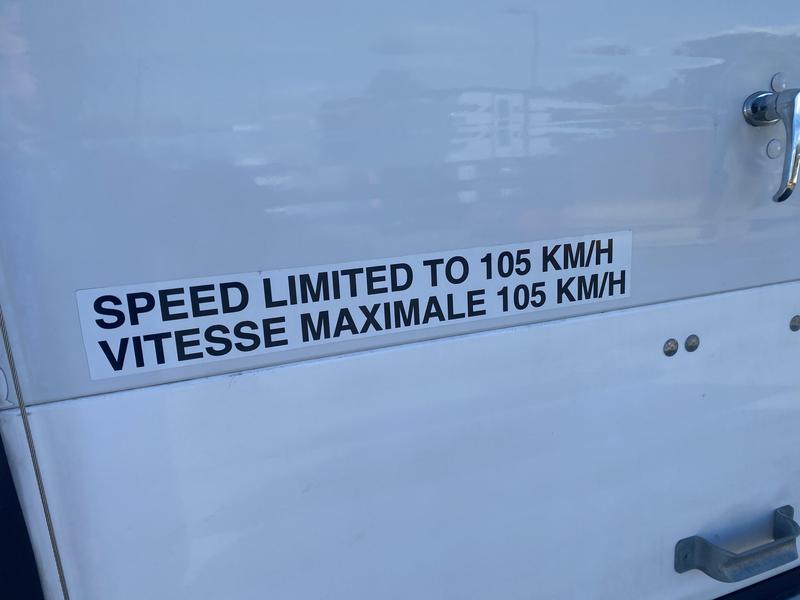 SPEED LIMITED TO 105 KM/H
VITESSE MAXIMALE 105 KM/H